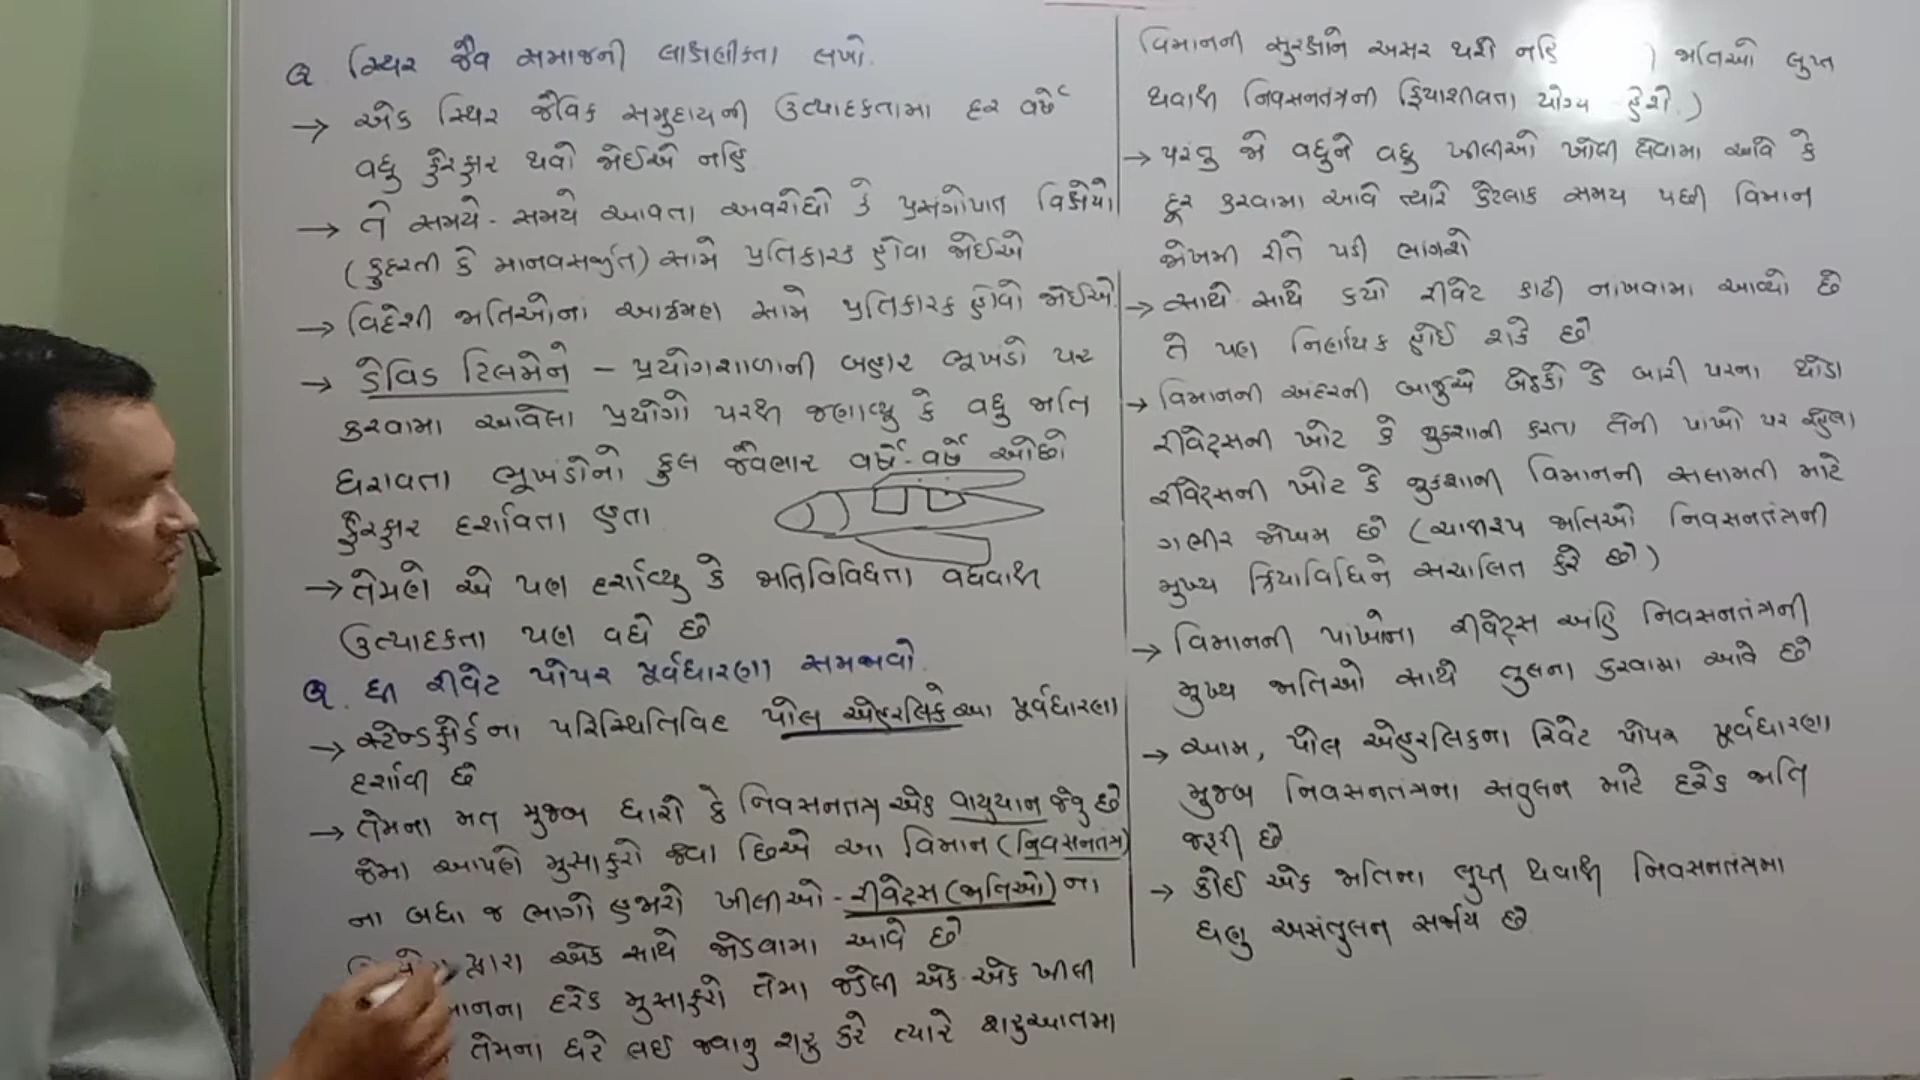 Q. સ્થિર જૈવ સમાજની લાક્ષણીકતા લખો.
→ એક સ્થિર જૈવિક સમુદાયની ઉત્પાદકતામા દર વર્ષે
વધુ ફેરફાર થવો જોઈએ નહિ
→ તે સમયે-સમયે આવતા અવરોધો કે પ્રસંગોપાત વિક્ષેપો
(કુદરતી કે માનવસર્જીત) સામે પ્રતિકારક હોવા જોઈએ
→ વિદેશી જાતિઓના આક્રમણ સામે પ્રતિકારક હોવો જોઈએ
→ ડેવિડ ટિલમેને – પ્રયોગશાળાની બહાર ભૂખંડો પર
કરવામા આવેલા પ્રયોગો પરથી જણાવ્યુ કે વધુ જાતિ
ધરાવતા ભૂખંડોનો કુલ જૈવભાર વર્ષે-વર્ષે ઓછો
ફેરફાર દર્શાવતા હતા
→ તેમણે એ પણ દર્શાવ્યુ કે જાતિવિવિધતા વધવાથી
ઉત્પાદકતા પણ વધે છે
Q. ધી રીવેટ પોપર પૂર્વધારણા સમજાવો.
→ સ્ટેન્ડફોર્ડના પરિસ્થિતિવિદ પોલ એહરલિકે આ પૂર્વધારણા
દર્શાવી છે
→ તેમના મત મુજબ ધારો કે નિવસનતંત્ર એક વાયુયાન જેવુ છે
જેમા આપણે મુસાફરો જેવા છિએ આ વિમાન (નિવસનતંત્ર)
ના બધા જ ભાગો હજારો ખીલીઓ - રીવેટ્સ (જાતિઓ) ના
દ્વારા એક સાથે જોડવામા આવે છે
દરેક મુસાફરો તેમા જડેલી એક-એક ખીલી
તેમના ઘરે લઈ જવાનુ શરૂ કરે ત્યારે શરુઆતમા
વિમાનની સુરક્ષાને અસર થશે નહિ ) જાતિઓ લુપ્ત
થવાથી નિવસનતંત્રની ક્રિયાશીલતા યોગ્ય હશે.)
→ પરંતુ જો વધુને વધુ ખીલીઓ ખોલી લેવામા આવે કે
દૂર કરવામા આવે ત્યારે કેટલાક સમય પછી વિમાન
જોખમી રીતે પડી ભાંગશે
→ સાથે-સાથે કયો રીવેટ કાઢી નાંખવામા આવ્યો છે
તે પણ નિર્ણાયક હોઈ શકે છે
→ વિમાનની અંદરની બાજુએ બેઠકો કે બારી પરના થોડા
રીવેટ્સની ખોટ કે નુકશાની કરતા તેની પાંખો પર રહેલા
રીવેટ્સની ખોટ કે નુકશાની વિમાનની સલામતી માટે
ગંભીર જોખમ છે (ચાવીરૂપ જાતિઓ નિવસનતંત્રની
મુખ્ય ક્રિયાવિધિને સંચાલિત કરે છે)
→ વિમાનની પાંખોના રીવેટ્સ અહિ નિવસનતંત્રની
મુખ્ય જાતિઓ સાથે તુલના કરવામા આવે છે
→ આમ, પોલ એહરલિકના રિવેટ પોપર પૂર્વધારણા
મુજબ નિવસનતંત્રના સંતુલન માટે દરેક જાતિ
જરૂરી છે
→ કોઈ એક જાતિના લુપ્ત થવાથી નિવસનતંત્રમા
ઘણુ અસંતુલન સર્જાય છે